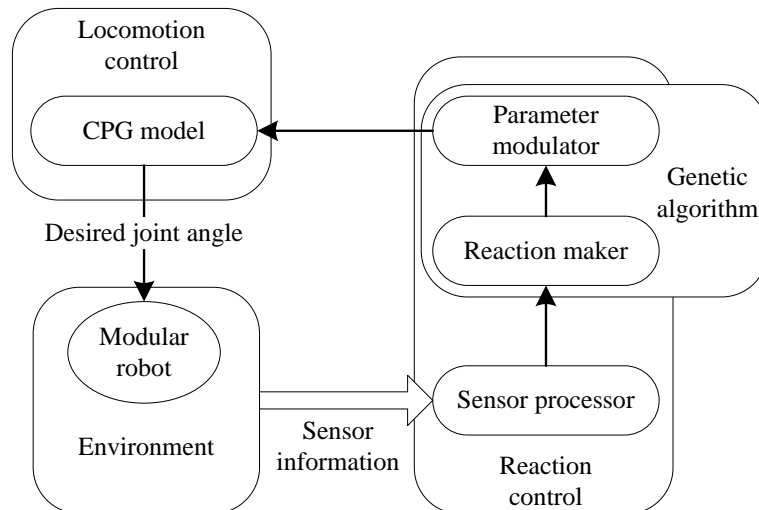 Locomotion
control
CPG model
Desired joint angle
Modular
robot
Environment
Sensor
information
Parameter
modulator
Genetic
algorithm
Reaction maker
Sensor processor
Reaction
control